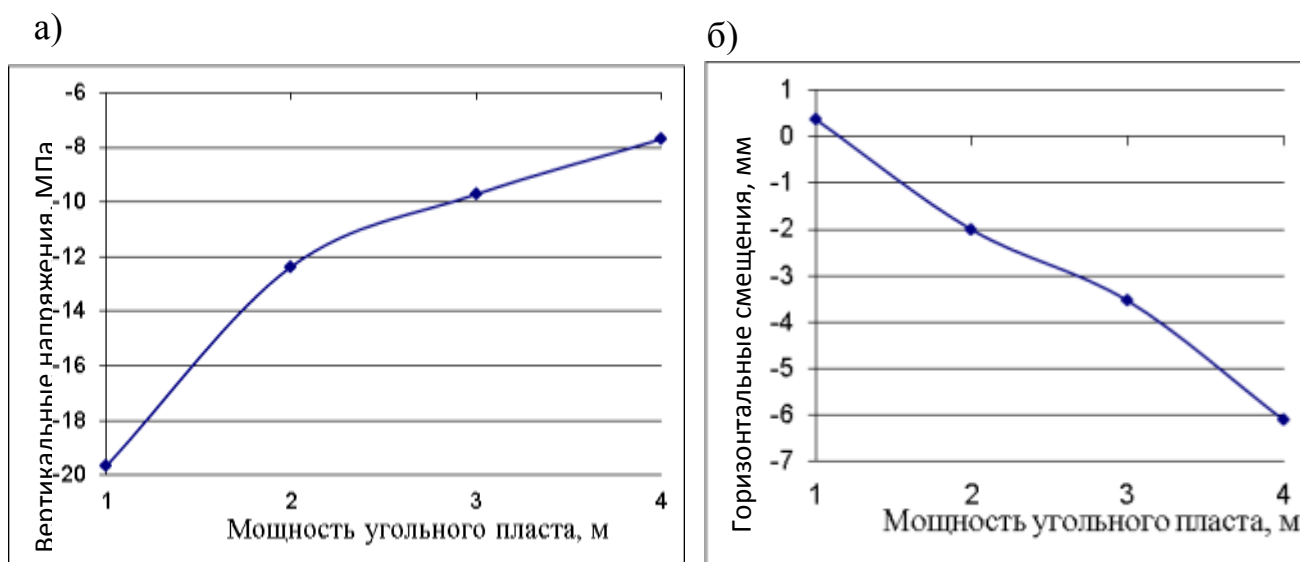 а)
Вертикальные напряжения, МПа
-6
-8
-10
-12
-14
-16
-18
-20
1 2 3 4
Мощность угольного пласта, м
б)
Горизонтальные смещения, мм
1
0
-1
-2
-3
-4
-5
-6
-7
1 2 3 4
Мощность угольного пласта, м